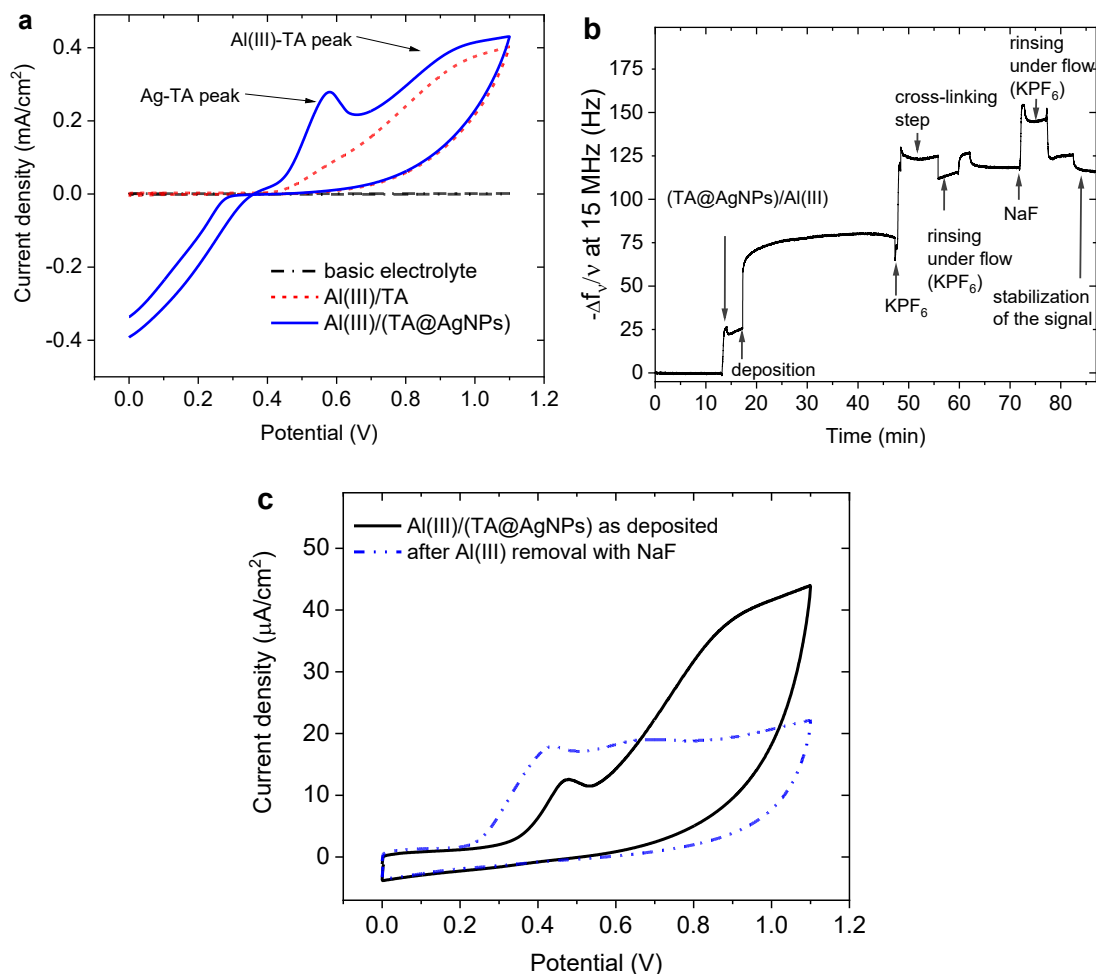 a
Al(III)-TA peak
Ag-TA peak
0.4
0.2
0.0
-0.2
-0.4
Current density (mA/cm²)
basic electrolyte
Al(III)/TA
Al(III)/(TA@AgNPs)
0.0 0.2 0.4 0.6 0.8 1.0 1.2
Potential (V)
b
175
150
125
100
75
50
25
0
-Δfᵥ/ν at 15 MHz (Hz)
rinsing
under flow
(KPF₆)
cross-linking
step
(TA@AgNPs)/Al(III)
NaF
rinsing
under flow
(KPF₆)
KPF₆
stabilization
of the signal
deposition
0 10 20 30 40 50 60 70 80
Time (min)
c
Al(III)/(TA@AgNPs) as deposited
after Al(III) removal with NaF
50
40
30
20
10
0
Current density (μA/cm²)
0.0 0.2 0.4 0.6 0.8 1.0 1.2
Potential (V)